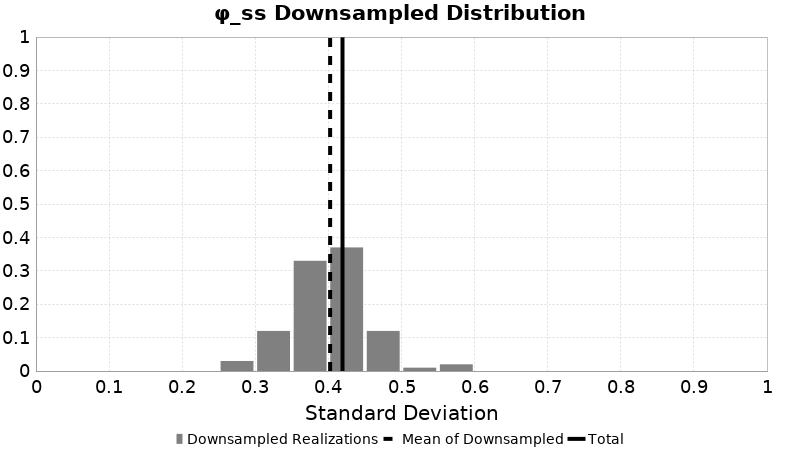 φ_ss Downsampled Distribution
1
0.9
0.8
0.7
0.6
0.5
0.4
0.3
0.2
0.1
0
0 0.1 0.2 0.3 0.4 0.5 0.6 0.7 0.8 0.9 1
Standard Deviation
Downsampled Realizations Mean of Downsampled Total